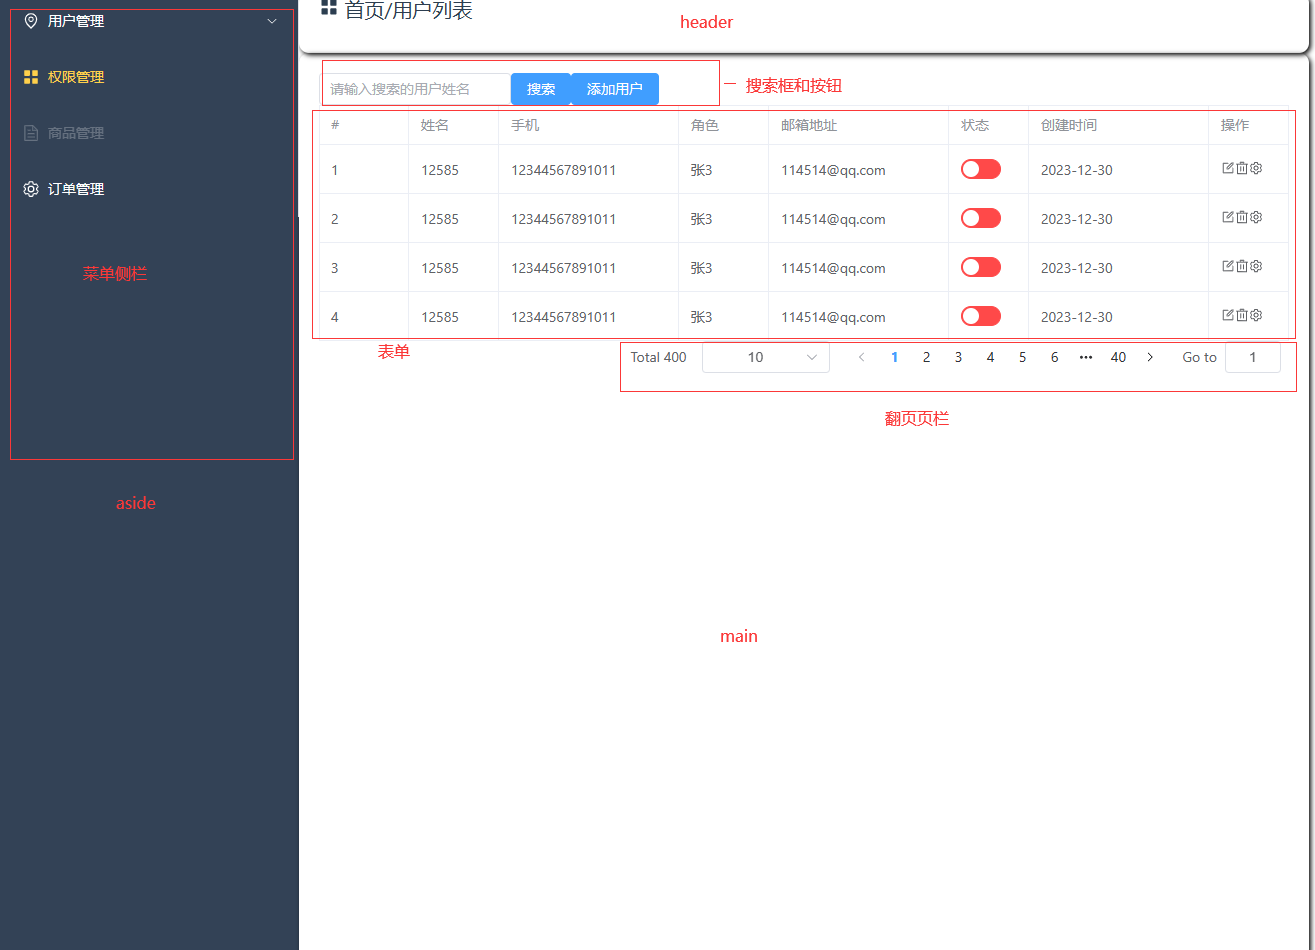 用户管理
权限管理
商品管理
订单管理
菜单侧栏
aside
首页/用户列表
header
请输入搜索的用户姓名 搜索 添加用户
搜索框和按钮
# 姓名 手机 角色 邮箱地址 状态 创建时间 操作
1 12585 12344567891011 张3 114514@qq.com 2023-12-30
2 12585 12344567891011 张3 114514@qq.com 2023-12-30
3 12585 12344567891011 张3 114514@qq.com 2023-12-30
4 12585 12344567891011 张3 114514@qq.com 2023-12-30
表单
Total 400 10 1 2 3 4 5 6 ••• 40 Go to 1
翻页页栏
main